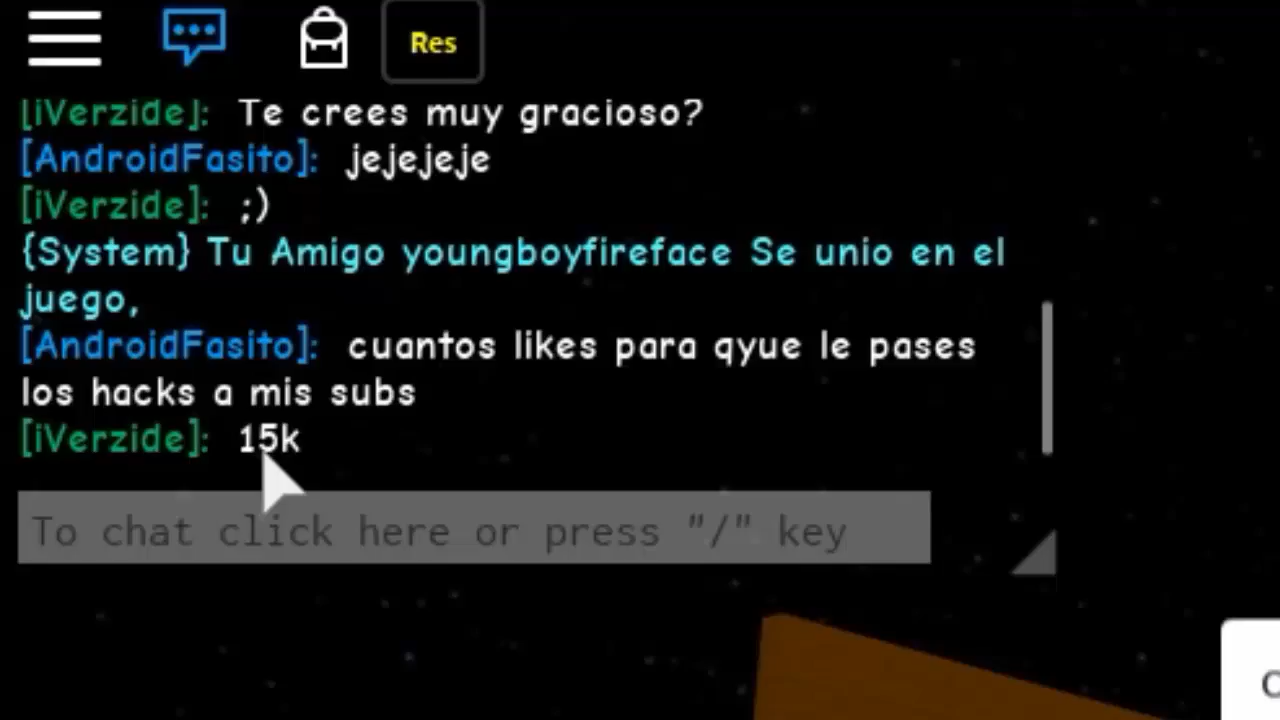 Res
[iVerzide]: Te crees muy gracioso?
[AndroidFasito]: jejejeje
[iVerzide]: ;)
{System} Tu Amigo youngboyfireface Se unio en el
juego,
[AndroidFasito]: cuantos likes para qyue le pases
los hacks a mis subs
[iVerzide]: 15k
To chat click here or press "/" key